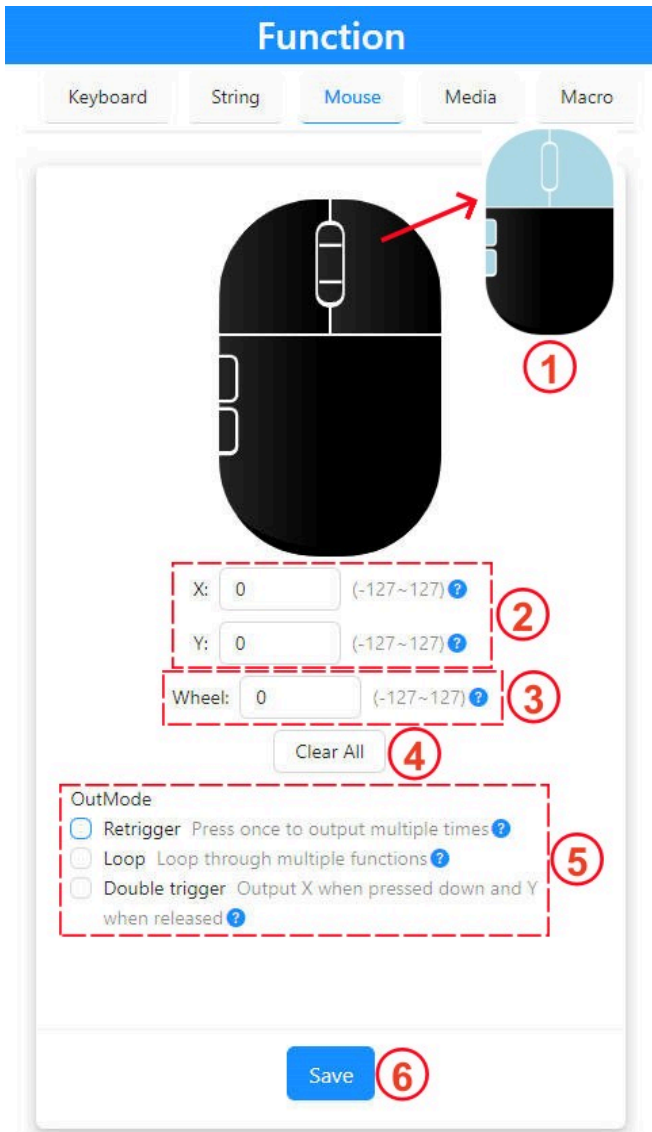 Function
Keyboard String Mouse Media Macro
1
X: 0 (-127~127) ?
2
Y: 0 (-127~127) ?
Wheel: 0 (-127~127) ? 3
Clear All 4
OutMode
Retrigger Press once to output multiple times ?
Loop Loop through multiple functions ?
5
Double trigger Output X when pressed down and Y
when released ?
Save 6